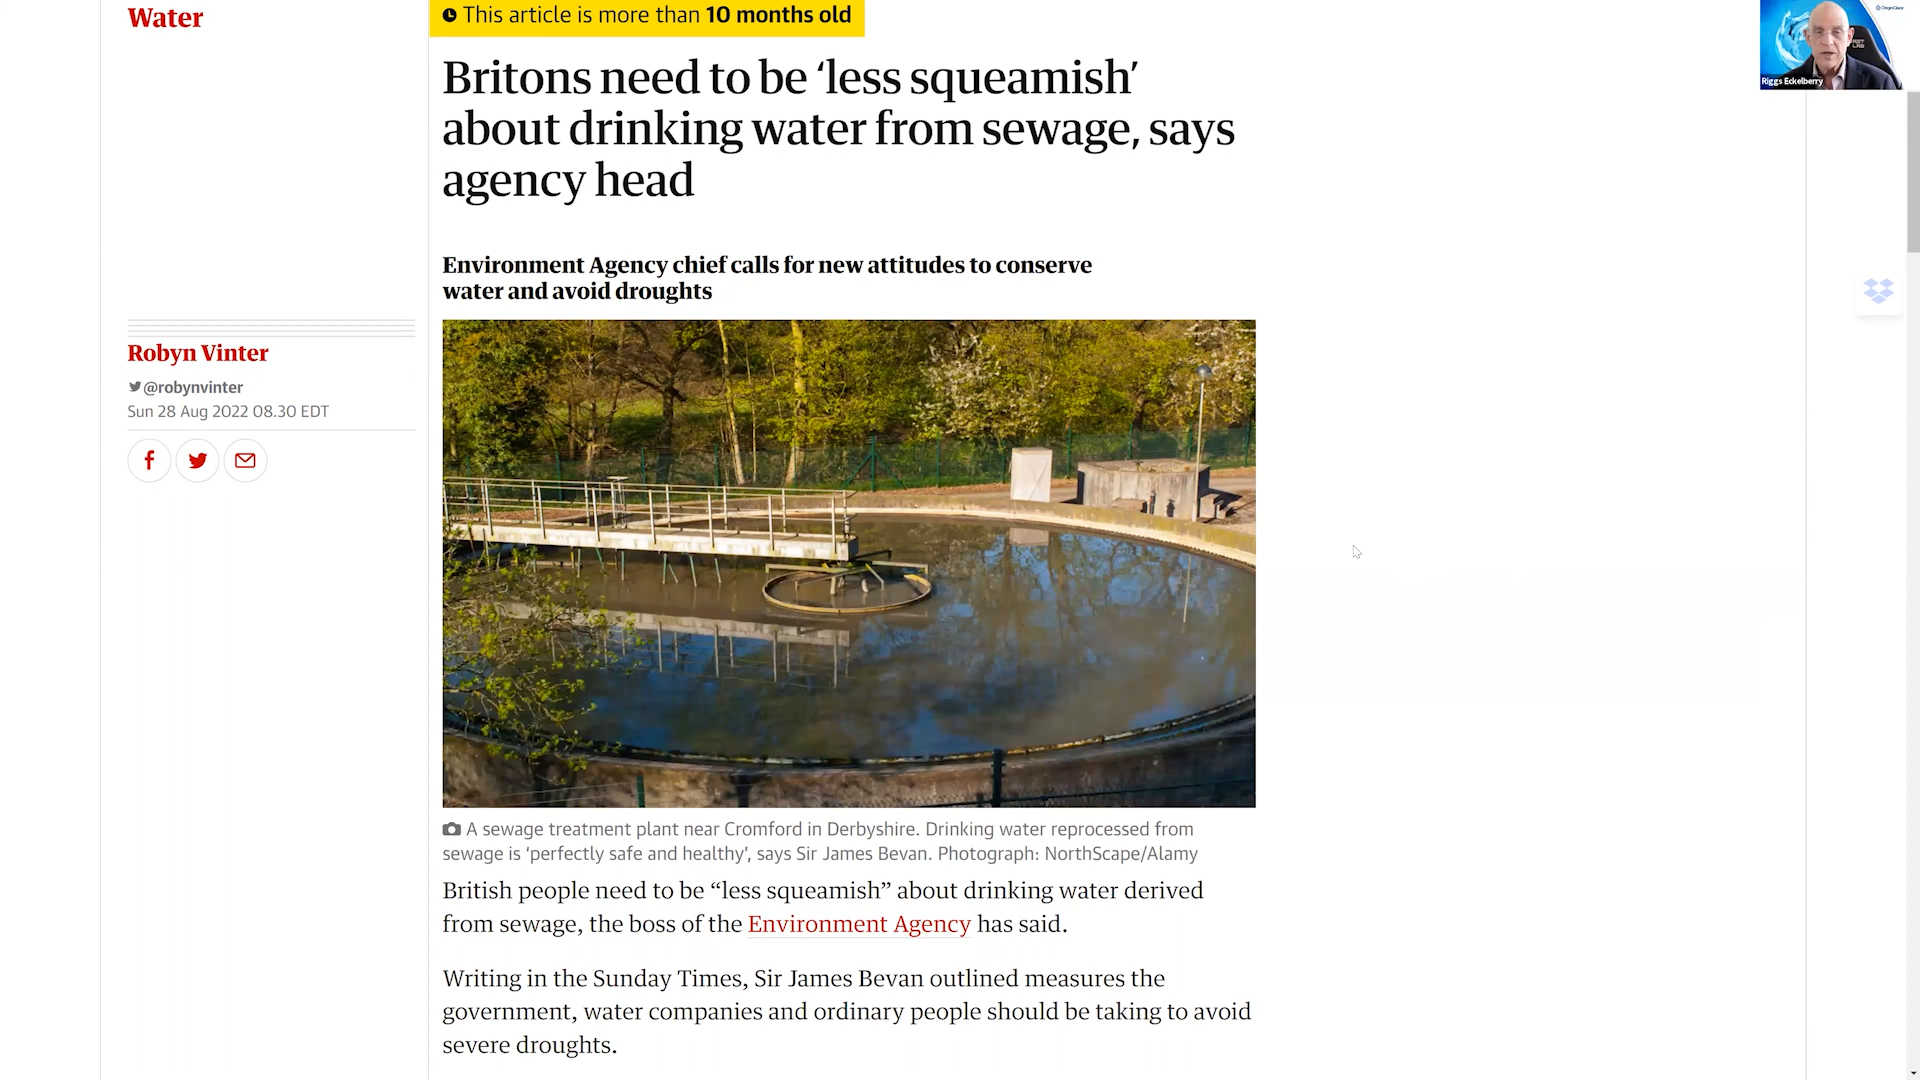 Water
This article is more than 10 months old
Britons need to be ‘less squeamish’
about drinking water from sewage, says
agency head
Environment Agency chief calls for new attitudes to conserve
water and avoid droughts
Robyn Vinter
@robynvinter
Sun 28 Aug 2022 08.30 EDT
A sewage treatment plant near Cromford in Derbyshire. Drinking water reprocessed from
sewage is ‘perfectly safe and healthy’, says Sir James Bevan. Photograph: NorthScape/Alamy
British people need to be “less squeamish” about drinking water derived
from sewage, the boss of the Environment Agency has said.
Writing in the Sunday Times, Sir James Bevan outlined measures the
government, water companies and ordinary people should be taking to avoid
severe droughts.
Riggs Eckelberry